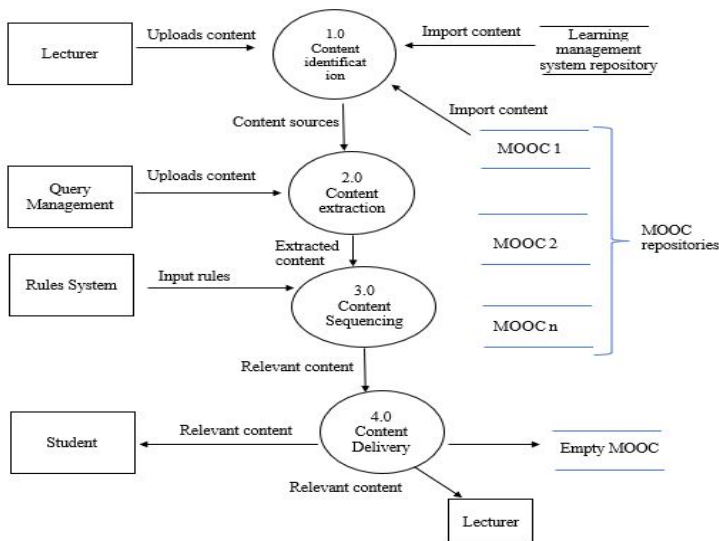 Lecturer
Uploads content
1.0
Content
identificat
ion
Import content
Learning
management
system repository
Import content
Content sources
MOOC 1
MOOC 2
MOOC n
MOOC
repositories
Query
Management
Uploads content
2.0
Content
extraction
Extracted
content
Rules System
Input rules
3.0
Content
Sequencing
Relevant content
Student
Relevant content
4.0
Content
Delivery
Empty MOOC
Relevant content
Lecturer